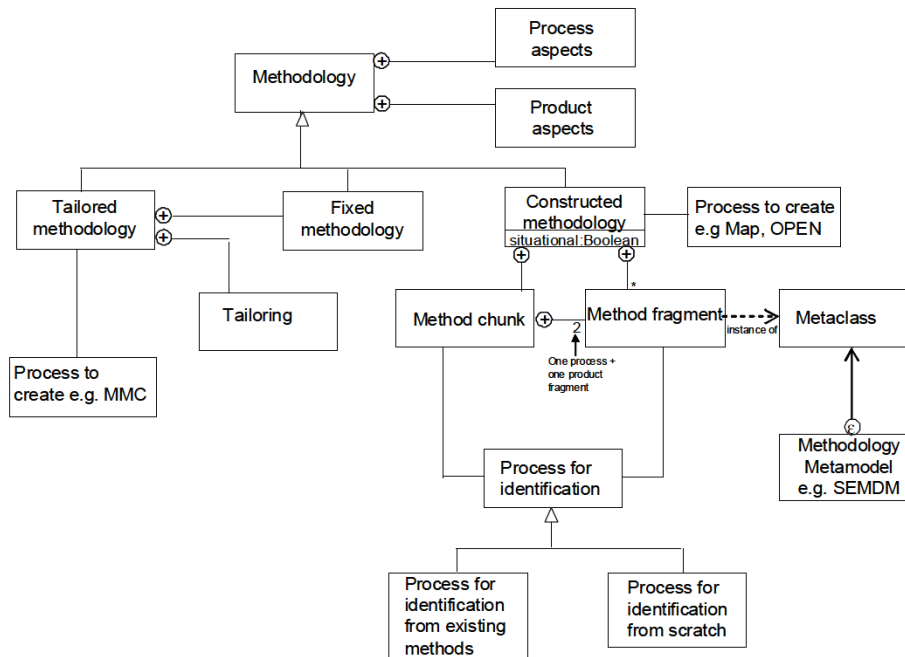 Process
aspects
Methodology
Product
aspects
Tailored
methodology
Fixed
methodology
Constructed
methodology
situational:Boolean
Process to create
e.g Map, OPEN
Tailoring
Method chunk
2
*
Method fragment
instance of
Metaclass
One process +
one product
fragment
Process to
create e.g. MMC
ε
Methodology
Metamodel
e.g. SEMDM
Process for
identification
Process for
identification
from existing
methods
Process for
identification
from scratch